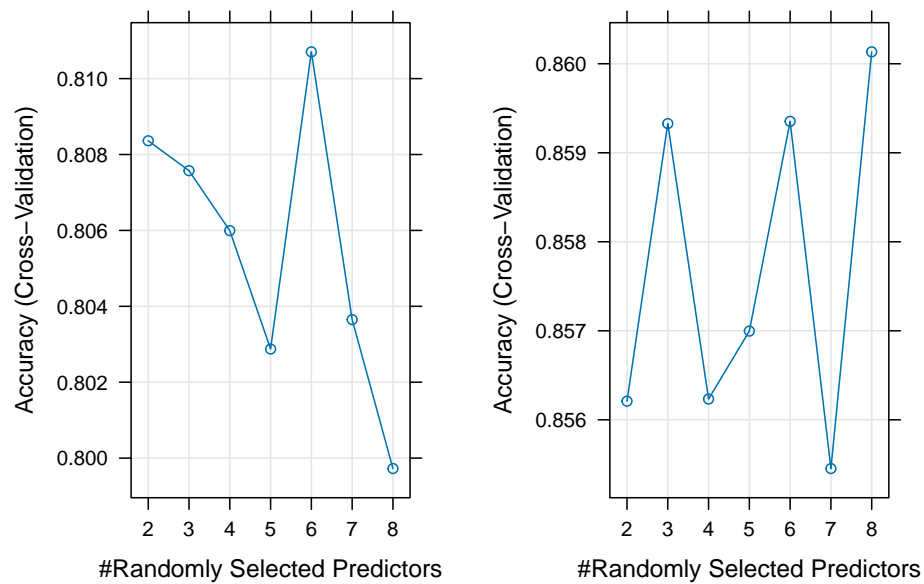 0.810
0.808
0.806
0.804
0.802
0.800
Accuracy (Cross−Validation)
2 3 4 5 6 7 8
#Randomly Selected Predictors
0.860
0.859
0.858
0.857
0.856
Accuracy (Cross−Validation)
2 3 4 5 6 7 8
#Randomly Selected Predictors